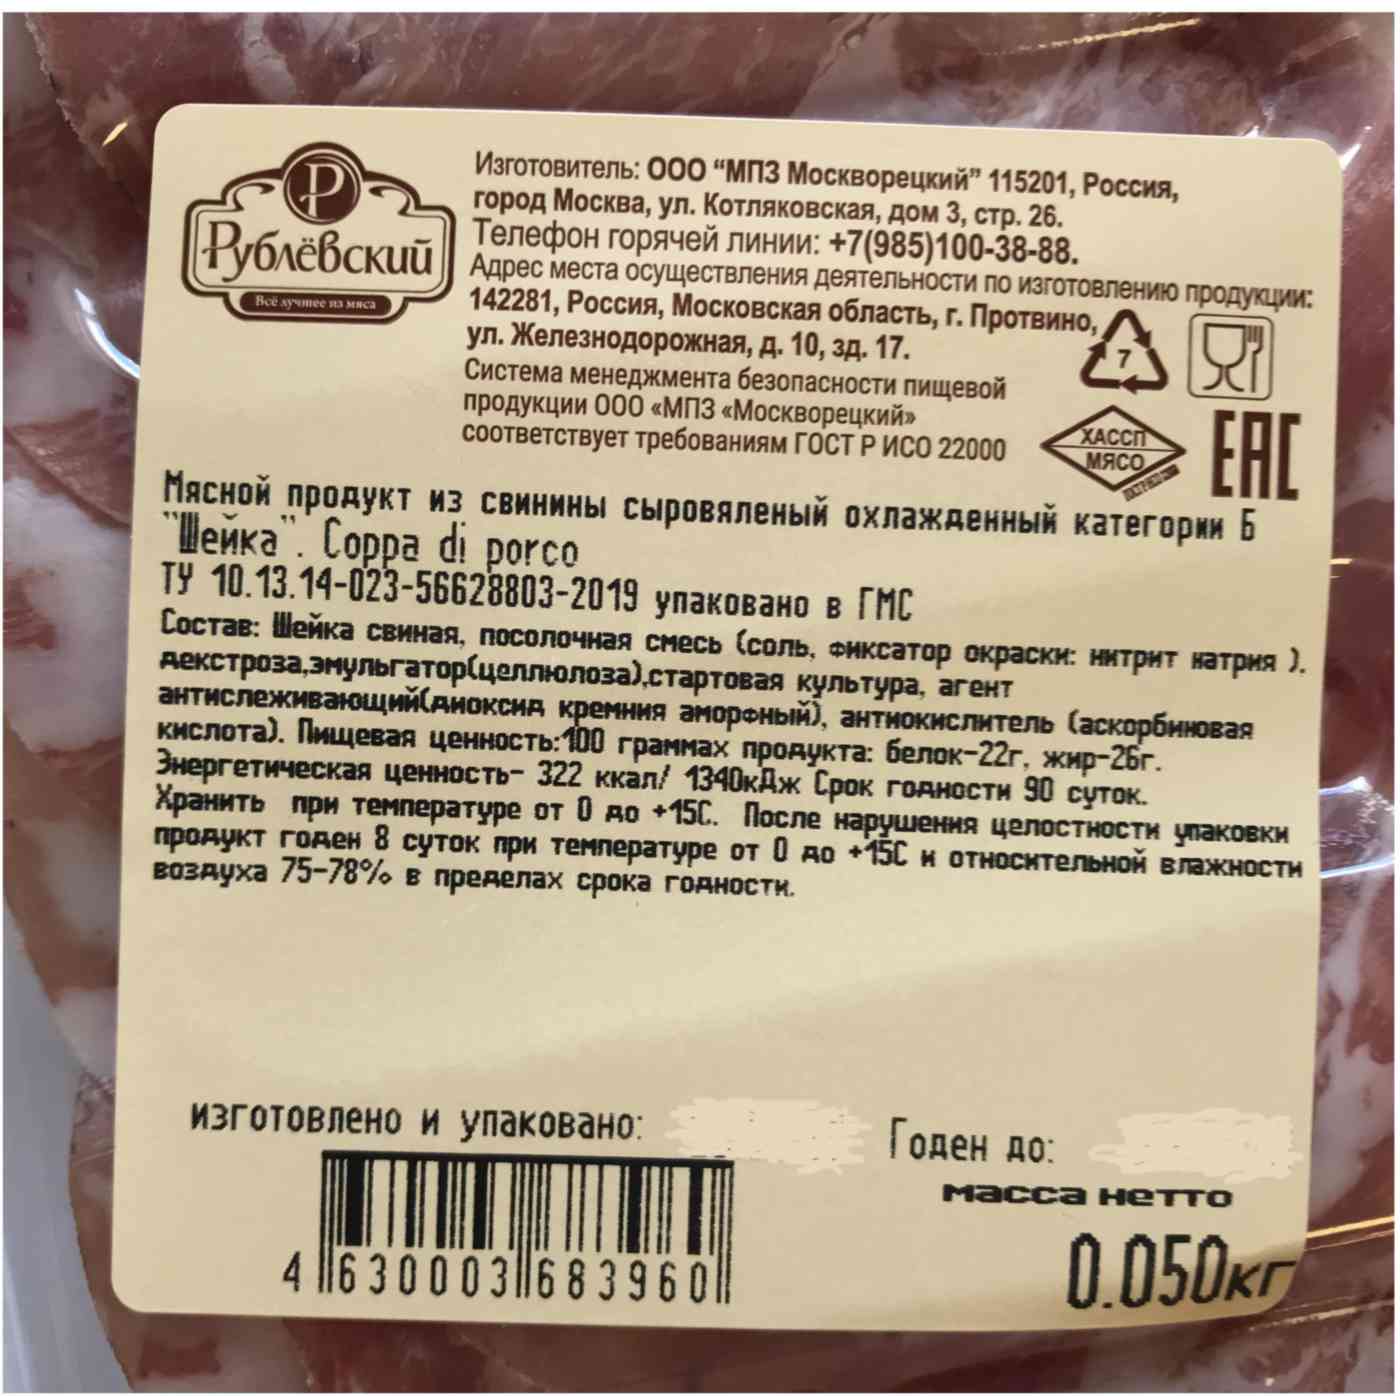 Р
Рублёвский
Всё лучшее из мяса
Изготовитель: ООО “МПЗ Москворецкий” 115201, Россия,
город Москва, ул. Котляковская, дом 3, стр. 26.
Телефон горячей линии: +7(985)100-38-88.
Адрес места осуществления деятельности по изготовлению продукции:
142281, Россия, Московская область, г. Протвино,
ул. Железнодорожная, д. 10, зд. 17.
7
Система менеджмента безопасности пищевой
продукции ООО «МПЗ «Москворецкий»
соответствует требованиям ГОСТ Р ИСО 22000
ХАССП
МЯСО
ЕАС
Мясной продукт из свинины сыровяленый охлажденный категории Б
"Шейка". Coppa di porco
ТУ 10.13.14-023-56628803-2019 упаковано в ГМС
Состав: Шейка свиная, посолочная смесь (соль, фиксатор окраски: нитрит натрия ).
декстроза,эмульгатор(целлюлоза),стартовая культура, агент
антислеживающий(диоксид кремния аморфный), антиокислитель (аскорбиновая
кислота). Пищевая ценность:100 граммах продукта: белок-22г, жир-26г.
Энергетическая ценность- 322 ккал/ 1340кДж Срок годности 90 суток.
Хранить при температуре от 0 до +15С. После нарушения целостности упаковки
продукт годен 8 суток при температуре от 0 до +15С и относительной влажности
воздуха 75-78% в пределах срока годности.
изготовлено и упаковано:
Годен до:
масса нетто
0.050кг
4 630003 683960